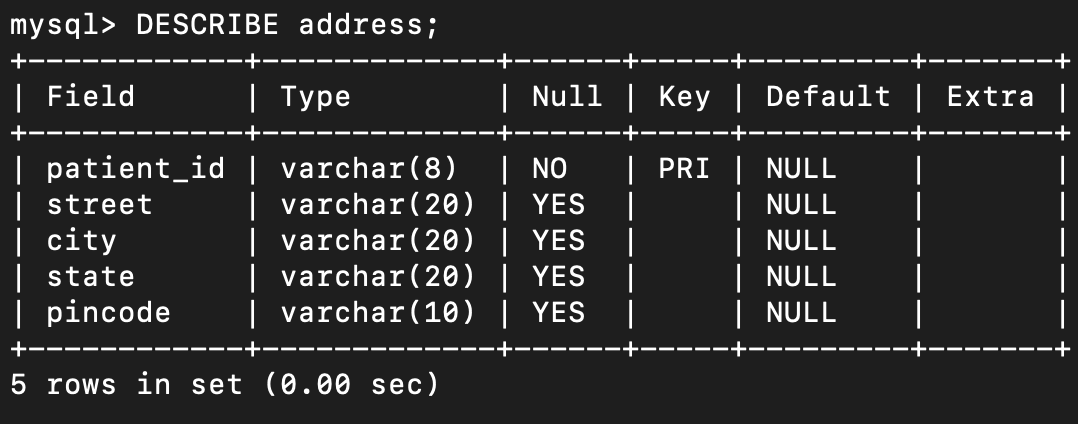 mysql> DESCRIBE address;
+------------+-------------+------+-----+---------+-------+
| Field      | Type        | Null | Key | Default | Extra |
+------------+-------------+------+-----+---------+-------+
| patient_id | varchar(8)  | NO   | PRI | NULL    |       |
| street     | varchar(20) | YES  |     | NULL    |       |
| city       | varchar(20) | YES  |     | NULL    |       |
| state      | varchar(20) | YES  |     | NULL    |       |
| pincode    | varchar(10) | YES  |     | NULL    |       |
+------------+-------------+------+-----+---------+-------+
5 rows in set (0.00 sec)